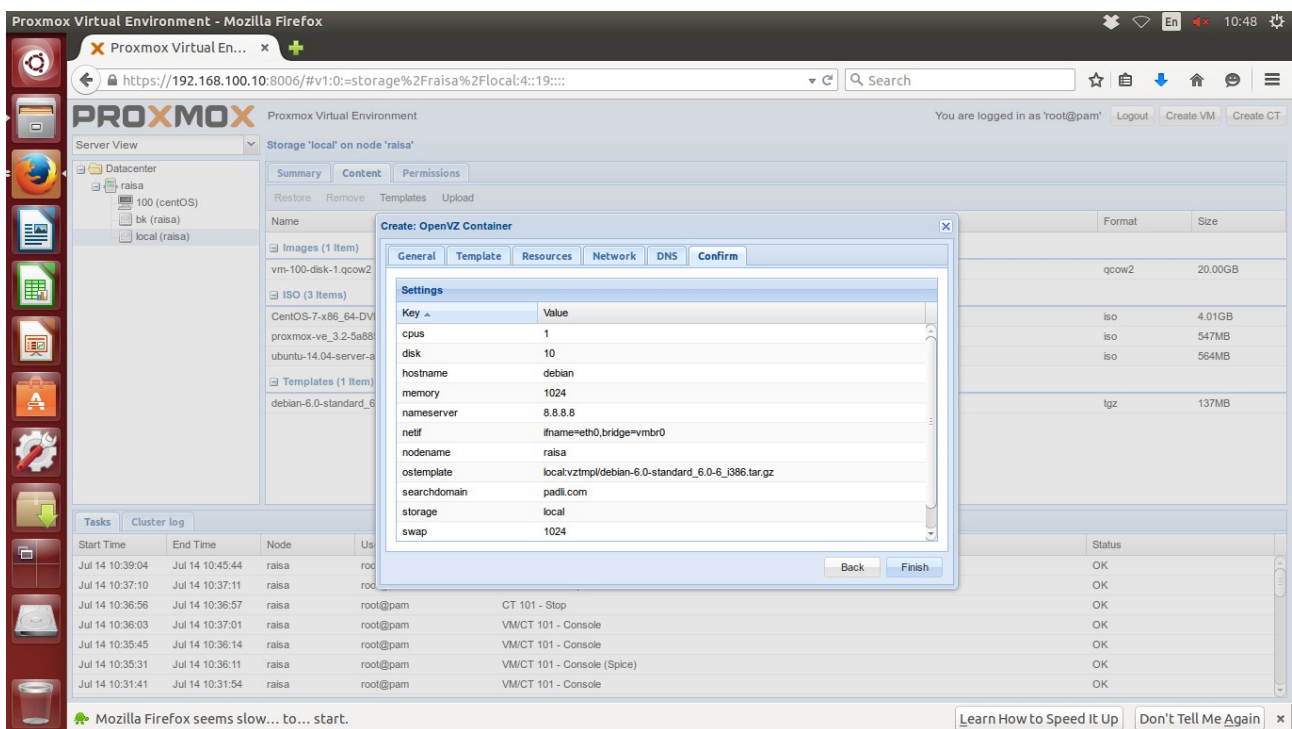 Proxmox Virtual Environment - Mozilla Firefox
En
10:48
Proxmox Virtual En... ×
https://192.168.100.10:8006/#v1:0:=storage%2Fraisa%2Flocal:4::19::::
Search
PROXMOX Proxmox Virtual Environment
You are logged in as 'root@pam' Logout Create VM Create CT
Server View
Storage 'local' on node 'raisa'
Datacenter
raisa
100 (centOS)
bk (raisa)
local (raisa)
Summary Content Permissions
Restore Remove Templates Upload
Name Format Size
Images (1 Item)
vm-100-disk-1.qcow2 qcow2 20.00GB
ISO (3 Items)
CentOS-7-x86_64-DV iso 4.01GB
proxmox-ve_3.2-5a88 iso 547MB
ubuntu-14.04-server-a iso 564MB
Templates (1 Item)
debian-6.0-standard_6 tgz 137MB
Create: OpenVZ Container
General Template Resources Network DNS Confirm
Settings
Key Value
cpus 1
disk 10
hostname debian
memory 1024
nameserver 8.8.8.8
netif ifname=eth0,bridge=vmbr0
nodename raisa
ostemplate local:vztmpl/debian-6.0-standard_6.0-6_i386.tar.gz
searchdomain padli.com
storage local
swap 1024
Back Finish
Tasks Cluster log
Start Time End Time Node Us Status
Jul 14 10:39:04 Jul 14 10:45:44 raisa roo OK
Jul 14 10:37:10 Jul 14 10:37:11 raisa roo OK
Jul 14 10:36:56 Jul 14 10:36:57 raisa root@pam CT 101 - Stop OK
Jul 14 10:36:03 Jul 14 10:37:01 raisa root@pam VM/CT 101 - Console OK
Jul 14 10:35:45 Jul 14 10:36:14 raisa root@pam VM/CT 101 - Console OK
Jul 14 10:35:31 Jul 14 10:36:11 raisa root@pam VM/CT 101 - Console (Spice) OK
Jul 14 10:31:41 Jul 14 10:31:54 raisa root@pam VM/CT 101 - Console OK
Mozilla Firefox seems slow... to... start.
Learn How to Speed It Up Don't Tell Me Again ×